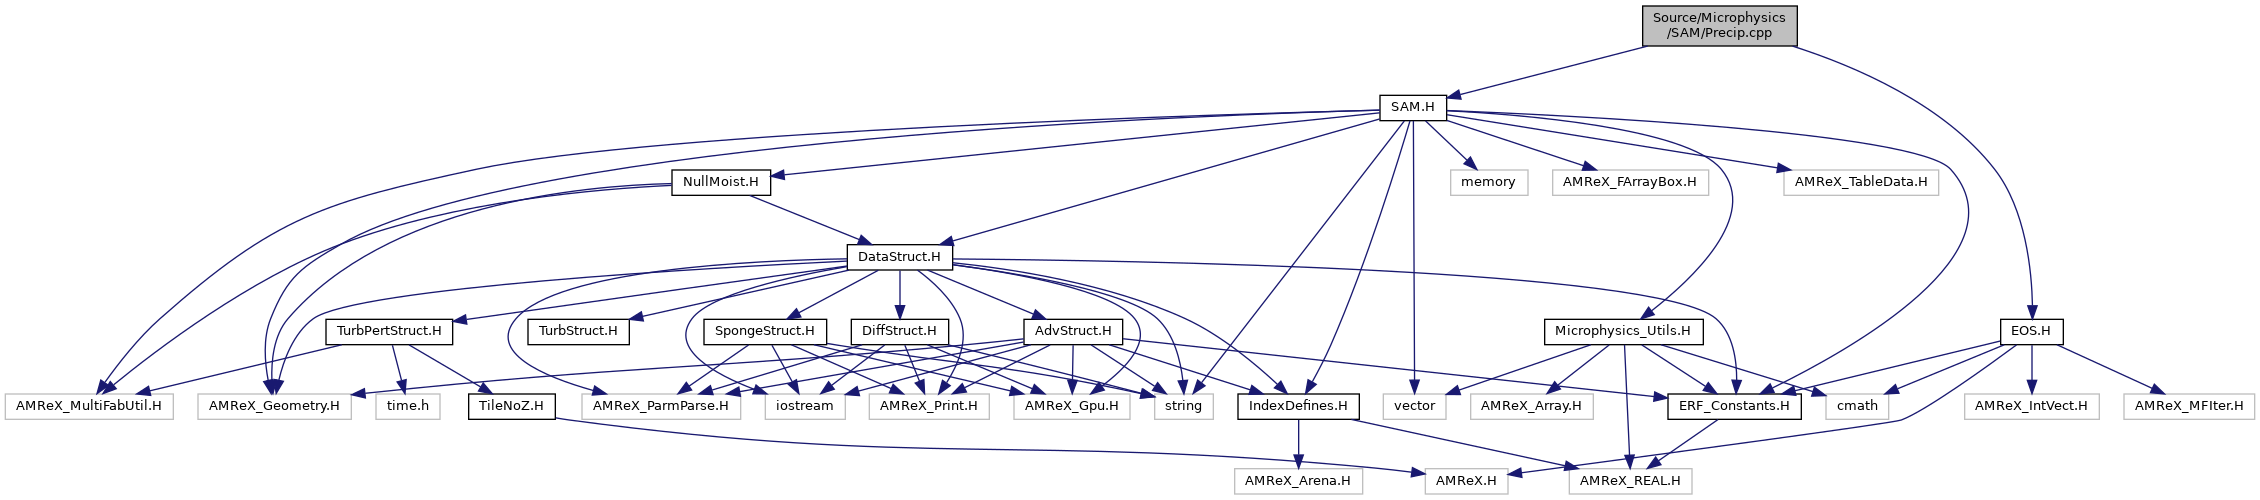 Source/Microphysics
/SAM/Precip.cpp
SAM.H
NullMoist.H
memory
AMReX_FArrayBox.H
AMReX_TableData.H
DataStruct.H
TurbPertStruct.H
TurbStruct.H
SpongeStruct.H
DiffStruct.H
AdvStruct.H
Microphysics_Utils.H
EOS.H
AMReX_MultiFabUtil.H
AMReX_Geometry.H
time.h
TileNoZ.H
AMReX_ParmParse.H
iostream
AMReX_Print.H
AMReX_Gpu.H
string
IndexDefines.H
vector
AMReX_Array.H
ERF_Constants.H
cmath
AMReX_IntVect.H
AMReX_MFIter.H
AMReX_Arena.H
AMReX.H
AMReX_REAL.H